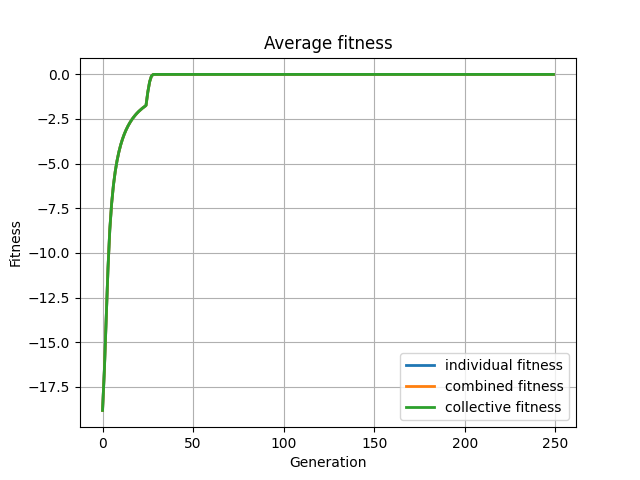 Average fitness
Fitness
0.0
−2.5
−5.0
−7.5
−10.0
−12.5
−15.0
−17.5
individual fitness
combined fitness
collective fitness
0 50 100 150 200 250
Generation